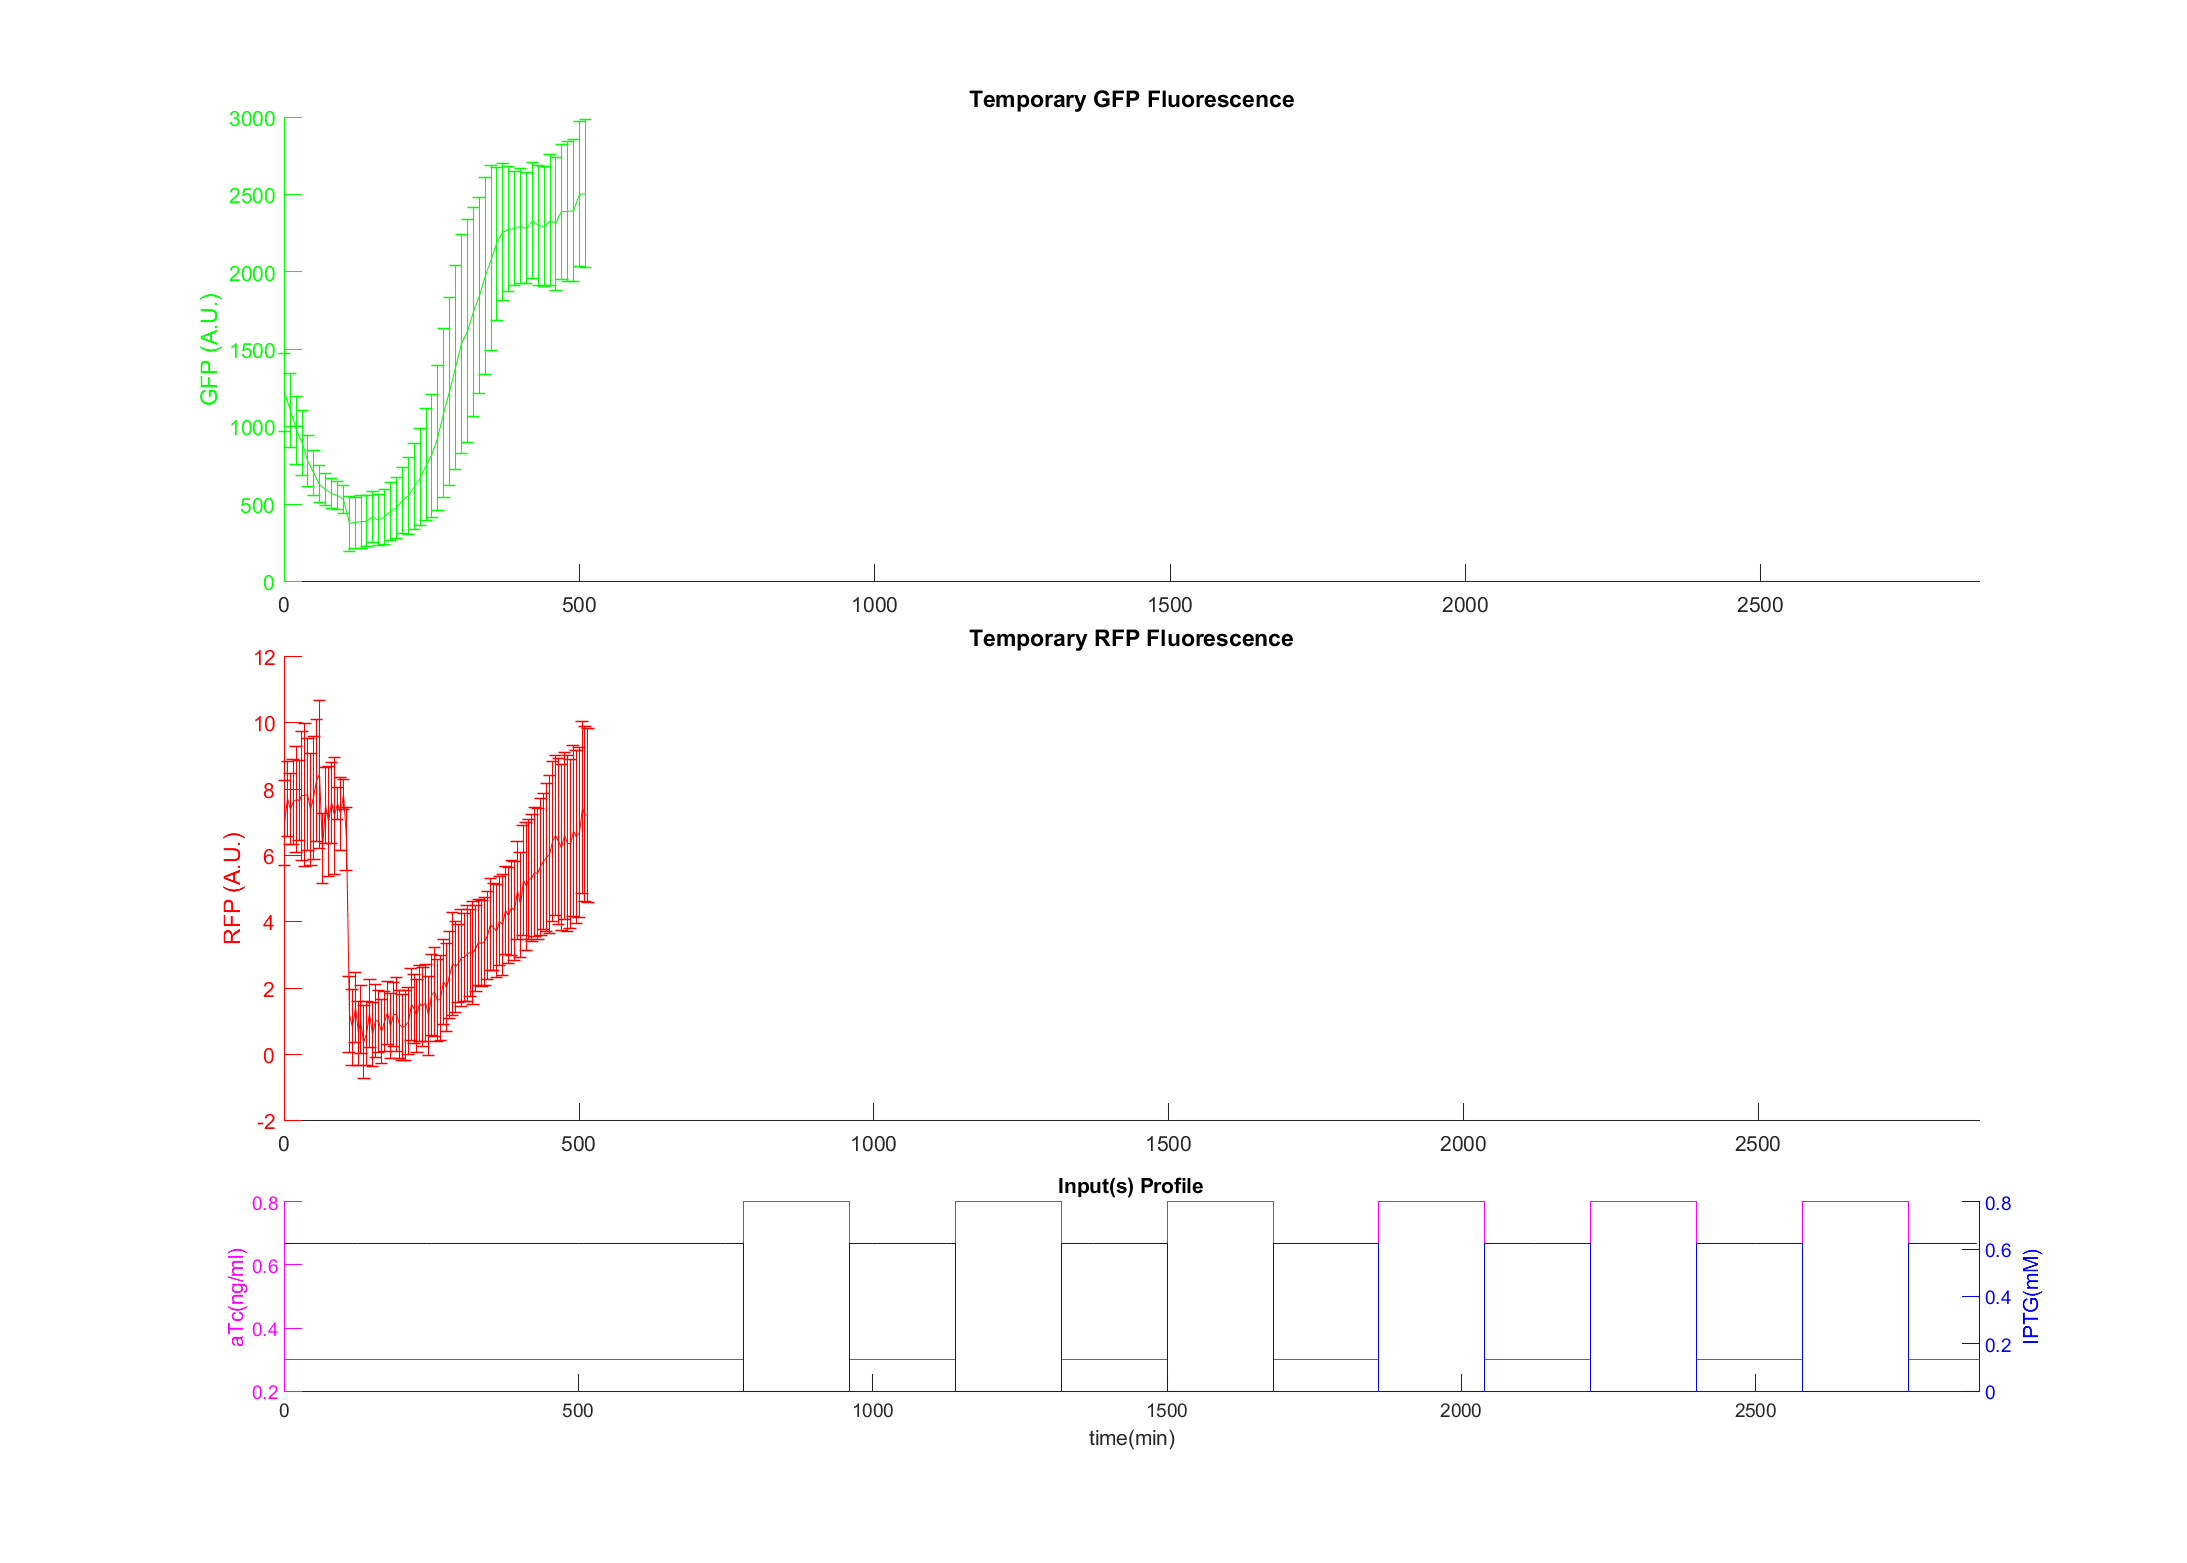 Temporary GFP Fluorescence
3000
2500
2000
1500
1000
500
0
GFP (A.U.)
0 500 1000 1500 2000 2500
Temporary RFP Fluorescence
12
10
8
6
4
2
0
-2
RFP (A.U.)
0 500 1000 1500 2000 2500
Input(s) Profile
0.8
0.6
0.4
0.2
aTc(ng/ml)
0.8
0.6
0.4
0.2
0
IPTG(mM)
0 500 1000 1500 2000 2500
time(min)